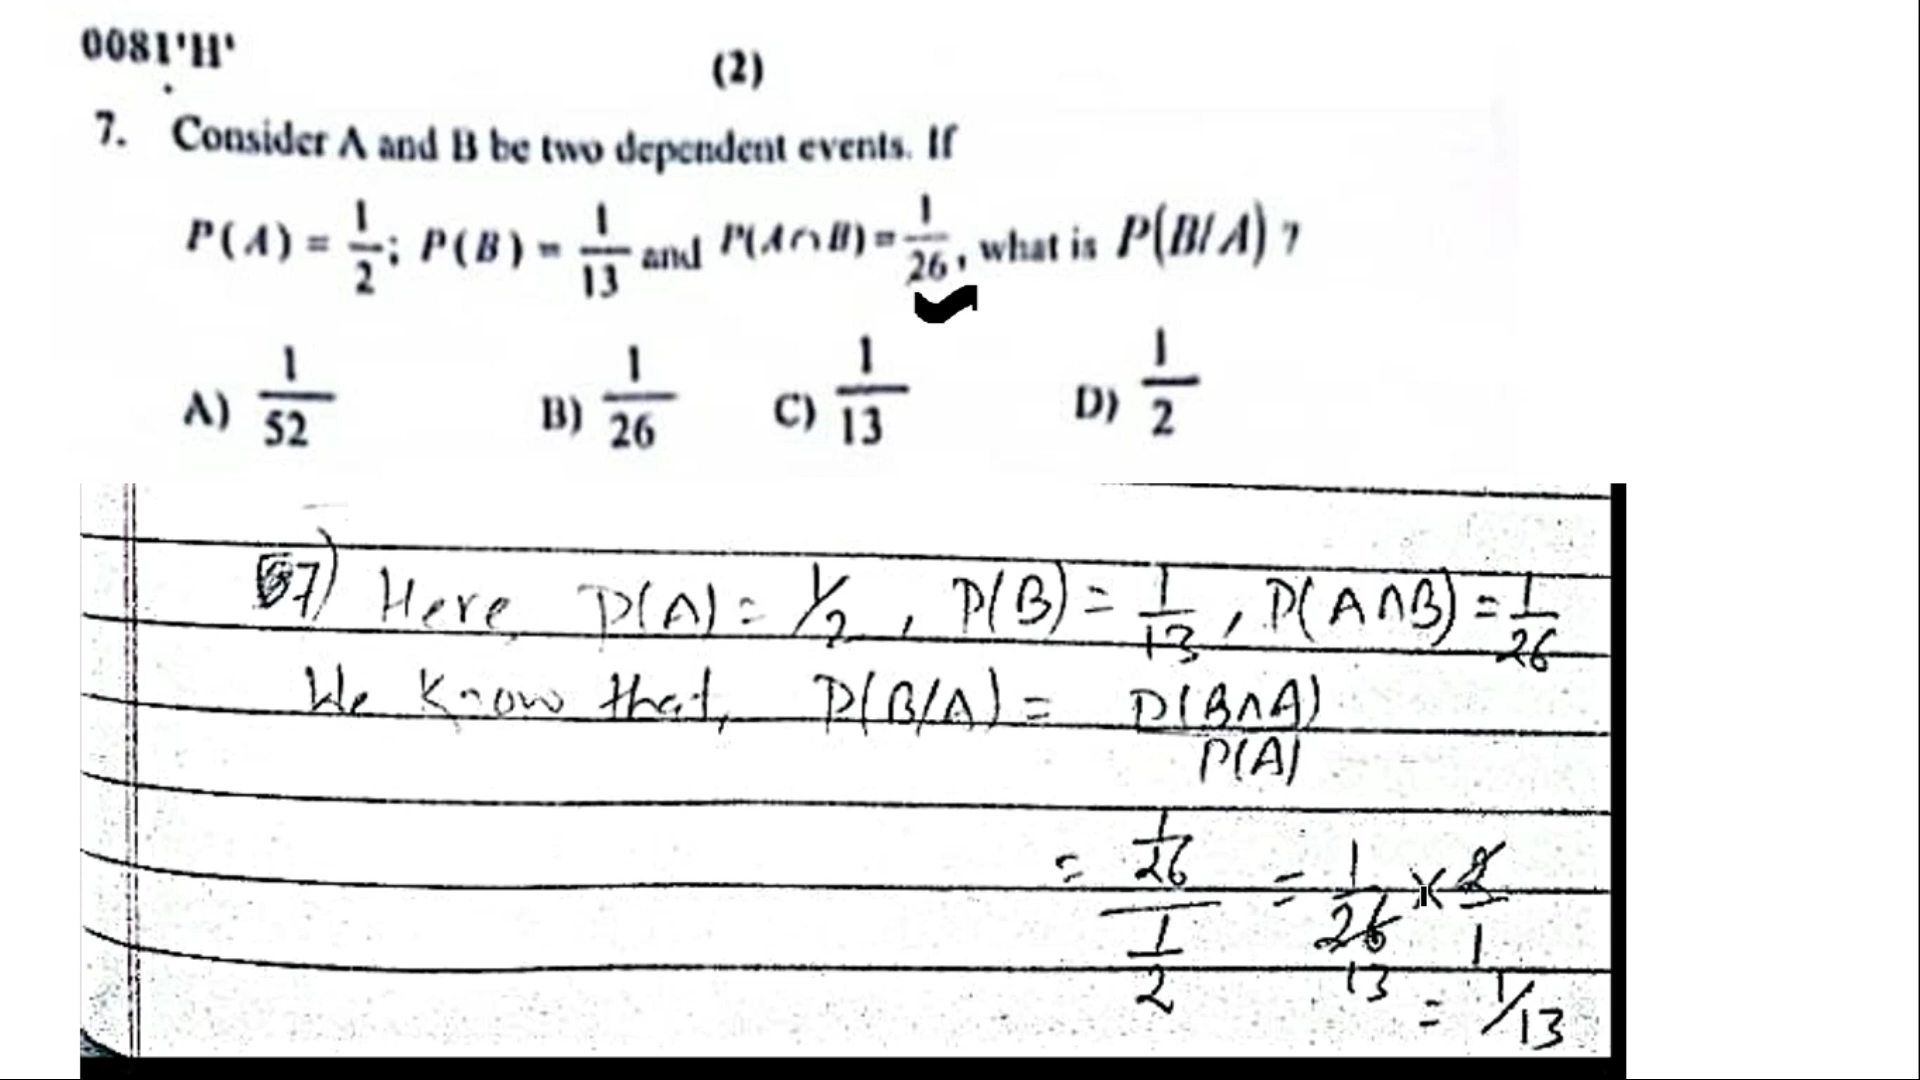 0081'H'
(2)
7. Consider A and B be two dependent events. If
P(A) = 1/2; P(B) = 1/13 and P(A∩B) = 1/26, what is P(B/A) ?
A) 1/52 B) 1/26 C) 1/13 D) 1/2
7) Here, P(A) = 1/2, P(B) = 1/13, P(A∩B) = 1/26
We know that, P(B/A) = P(B∩A)/P(A)
= 1/26 / 1/2 = 1/26 × 2/1
13
= 1/13